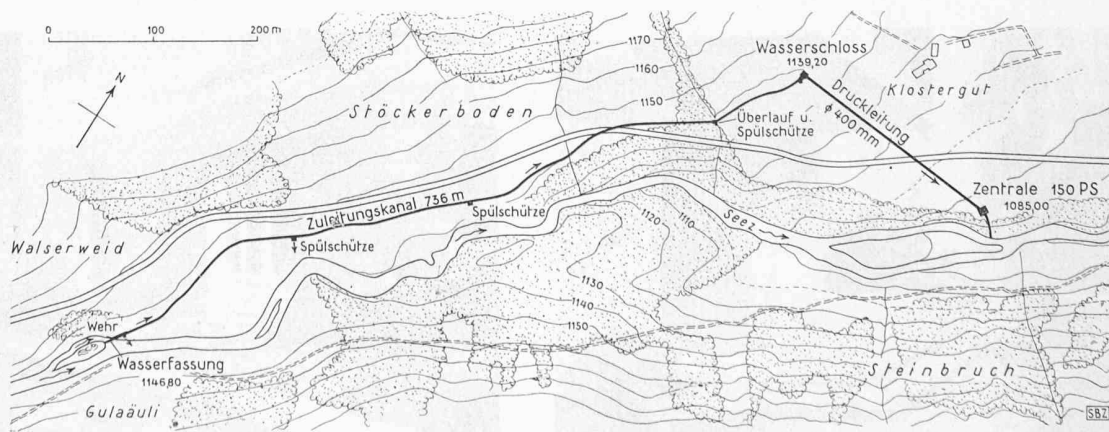 0 100 200 m
N
1170
1160
1150
Wasserschloss
1139,20
Klostergut
Stöckerboden
Druckleitung
ϕ 400 mm
Überlauf u.
Spülschütze
Zentrale 150 PS
1085,00
Zuleitungskanal 736 m
Spülschütze
Spülschütze
Walserweid
Seez
1120
1110
1130
1140
1150
Wehr
Wasserfassung
1146,80
Gulaäuli
Steinbruch
SBZ